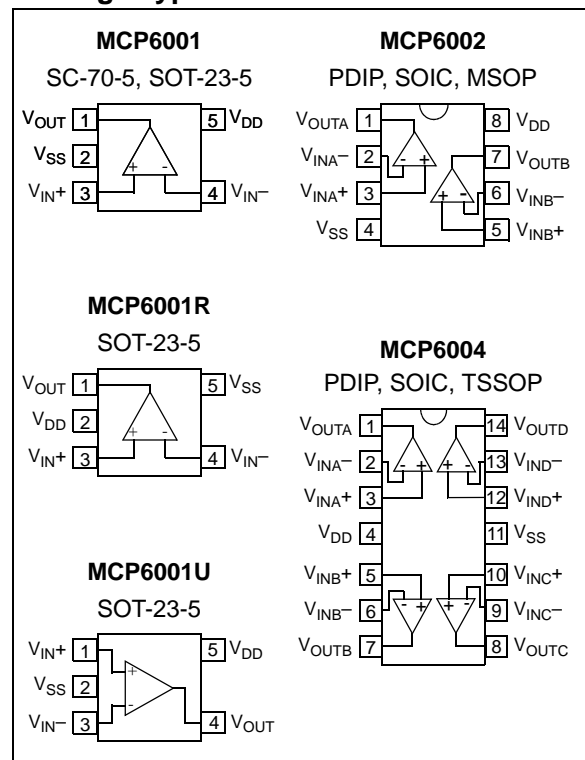 MCP6001
SC-70-5, SOT-23-5
VOUT 1 5 VDD
VSS 2
VIN+ 3 4 VIN–
+ -
MCP6001R
SOT-23-5
VOUT 1 5 VSS
VDD 2
VIN+ 3 4 VIN–
+ -
MCP6001U
SOT-23-5
VIN+ 1 5 VDD
VSS 2
VIN– 3 4 VOUT
+
-
MCP6002
PDIP, SOIC, MSOP
VOUTA 1 8 VDD
VINA– 2 - + 7 VOUTB
VINA+ 3 + - 6 VINB–
VSS 4 5 VINB+
MCP6004
PDIP, SOIC, TSSOP
VOUTA 1 14 VOUTD
VINA– 2 - + + - 13 VIND–
VINA+ 3 12 VIND+
VDD 4 11 VSS
VINB+ 5 10 VINC+
VINB– 6 - + + - 9 VINC–
VOUTB 7 8 VOUTC